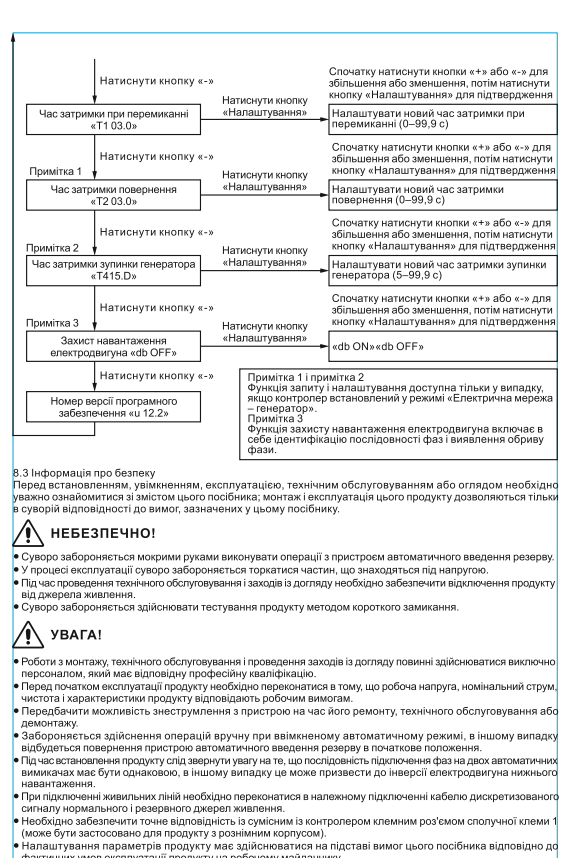 Спочатку натиснути кнопки «+» або «-» для
збільшення або зменшення, потім натиснути
кнопку «Налаштування» для підтвердження
Натиснути кнопку «-»
Натиснути кнопку
«Налаштування»
Час затримки при перемиканні
«T1 03.0»
Налаштувати новий час затримки при
перемиканні (0–99,9 с)
Спочатку натиснути кнопки «+» або «-» для
збільшення або зменшення, потім натиснути
кнопку «Налаштування» для підтвердження
Натиснути кнопку «-»
Примітка 1
Натиснути кнопку
«Налаштування»
Час затримки повернення
«T2 03.0»
Налаштувати новий час затримки
повернення (0–99,9 с)
Спочатку натиснути кнопки «+» або «-» для
збільшення або зменшення, потім натиснути
кнопку «Налаштування» для підтвердження
Натиснути кнопку «-»
Примітка 2
Натиснути кнопку
«Налаштування»
Час затримки зупинки генератора
«T415.D»
Налаштувати новий час затримки зупинки
генератора (5–99,9 с)
Спочатку натиснути кнопки «+» або «-» для
збільшення або зменшення, потім натиснути
кнопку «Налаштування» для підтвердження
Натиснути кнопку «-»
Примітка 3
Натиснути кнопку
«Налаштування»
Захист навантаження
електродвигуна «db OFF»
«db ON»«db OFF»
Натиснути кнопку «-»
Номер версії програмного
забезпечення «u 12.2»
Примітка 1 і примітка 2
Функція запиту і налаштування доступна тільки у випадку,
якщо контролер встановлений у режимі «Електрична мережа
– генератор».
Примітка 3
Функція захисту навантаження електродвигуна включає в
себе ідентифікацію послідовності фаз і виявлення обриву
фази.
8.3 Інформація про безпеку
Перед встановленням, увімкненням, експлуатацією, технічним обслуговуванням або оглядом необхідно
уважно ознайомитися зі змістом цього посібника; монтаж і експлуатація цього продукту дозволяються тільки
в суворій відповідності до вимог, зазначених у цьому посібнику.
НЕБЕЗПЕЧНО!
• Суворо забороняється мокрими руками виконувати операції з пристроєм автоматичного введення резерву.
• У процесі експлуатації суворо забороняється торкатися частин, що знаходяться під напругою.
• Під час проведення технічного обслуговування і заходів із догляду необхідно забезпечити відключення продукту
від джерела живлення.
• Суворо забороняється здійснювати тестування продукту методом короткого замикання.
УВАГА!
• Роботи з монтажу, технічного обслуговування і проведення заходів із догляду повинні здійснюватися виключно
персоналом, який має відповідну професійну кваліфікацію.
• Перед початком експлуатації продукту необхідно переконатися в тому, що робоча напруга, номінальний струм,
частота і характеристики продукту відповідають робочим вимогам.
• Передбачити можливість знеструмлення з пристрою на час його ремонту, технічного обслуговування або
демонтажу.
• Забороняється здійснення операцій вручну при ввімкненому автоматичному режимі, в іншому випадку
відбудеться повернення пристрою автоматичного введення резерву в початкове положення.
• Під час встановлення продукту слід звернути увагу на те, що послідовність підключення фаз на двох автоматичних
вимикачах має бути однаковою, в іншому випадку це може призвести до інверсії електродвигуна нижнього
навантаження.
• При підключенні живильних ліній необхідно переконатися в належному підключенні кабелю дискретизованого
сигналу нормального і резервного джерел живлення.
• Необхідно забезпечити точне відповідність із сумісним із контролером клемним роз'ємом сполучної клеми 1
(може бути застосовано для продукту з рознімним корпусом).
• Налаштування параметрів продукту має здійснюватися на підставі вимог цього посібника відповідно до
фактичних умов експлуатації продукту на робочому майданчику.